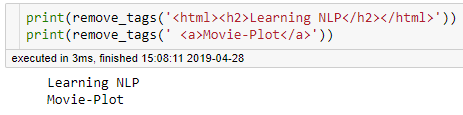 print(remove_tags('<html><h2>Learning NLP</h2></html>'))
print(remove_tags(' <a>Movie-Plot</a>'))
executed in 3ms, finished 15:08:11 2019-04-28
Learning NLP
Movie-Plot